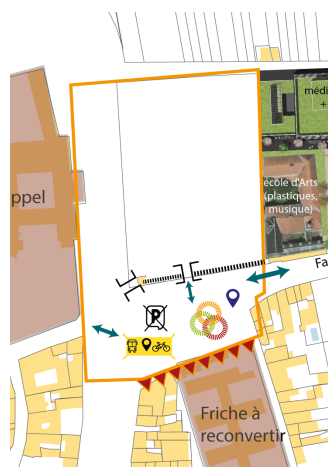 médi
+
ppel
école d'Arts
(plastiques,
musique)
Fa
P
Friche à
reconvertir